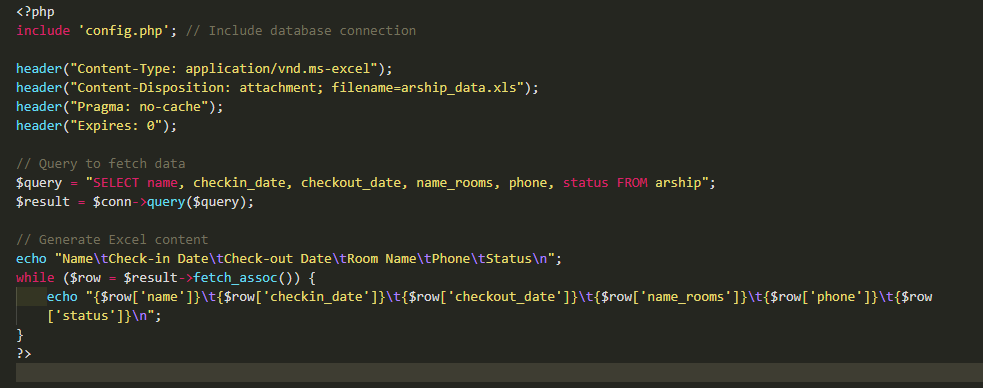 <?php
include 'config.php'; // Include database connection
header("Content-Type: application/vnd.ms-excel");
header("Content-Disposition: attachment; filename=arship_data.xls");
header("Pragma: no-cache");
header("Expires: 0");
// Query to fetch data
$query = "SELECT name, checkin_date, checkout_date, name_rooms, phone, status FROM arship";
$result = $conn->query($query);
// Generate Excel content
echo "Name\tCheck-in Date\tCheck-out Date\tRoom Name\tPhone\tStatus\n";
while ($row = $result->fetch_assoc()) {
    echo "{$row['name']}\t{$row['checkin_date']}\t{$row['checkout_date']}\t{$row['name_rooms']}\t{$row['phone']}\t{$row
    ['status']}\n";
}
?>